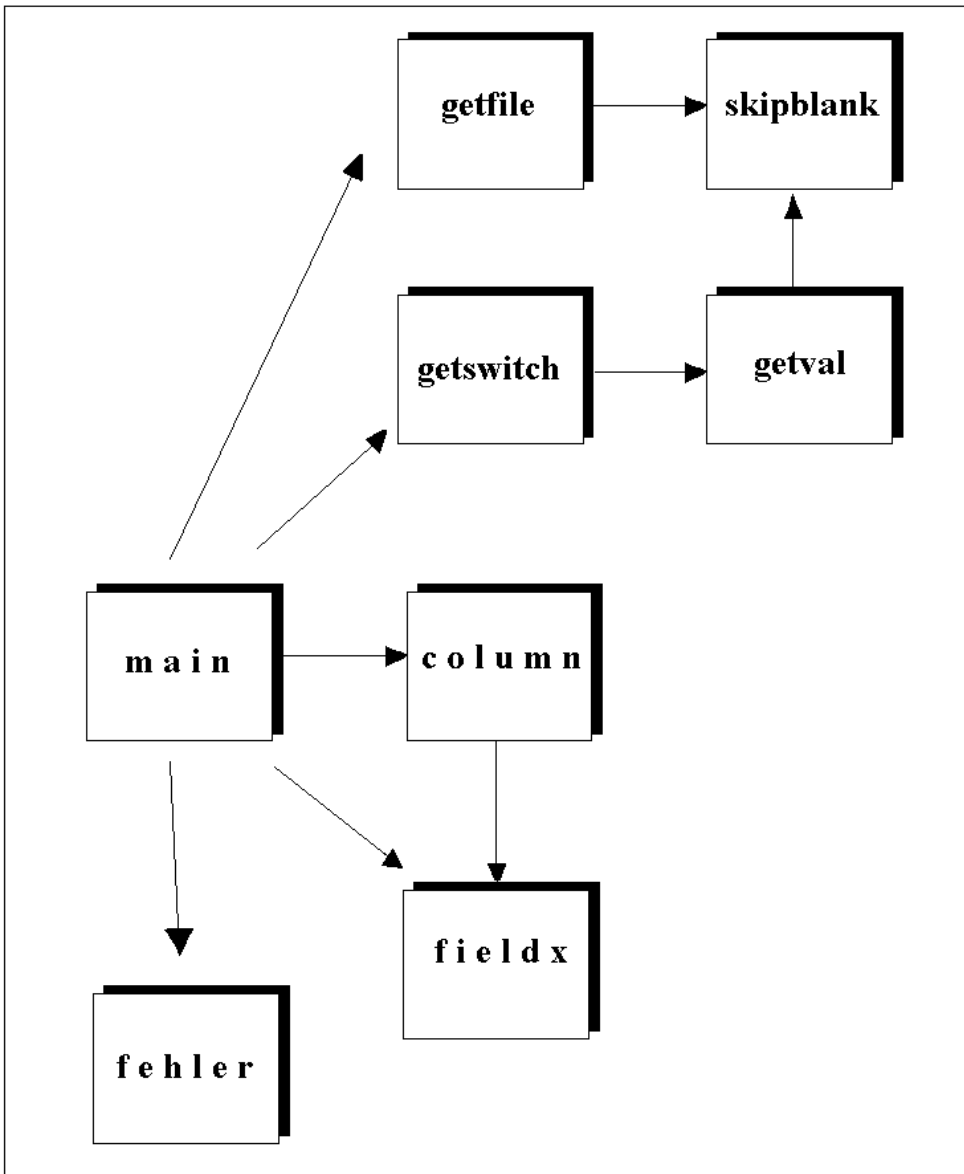 getfile
skipblank
getswitch
getval
m a i n
c o l u m n
f i e l d x
f e h l e r